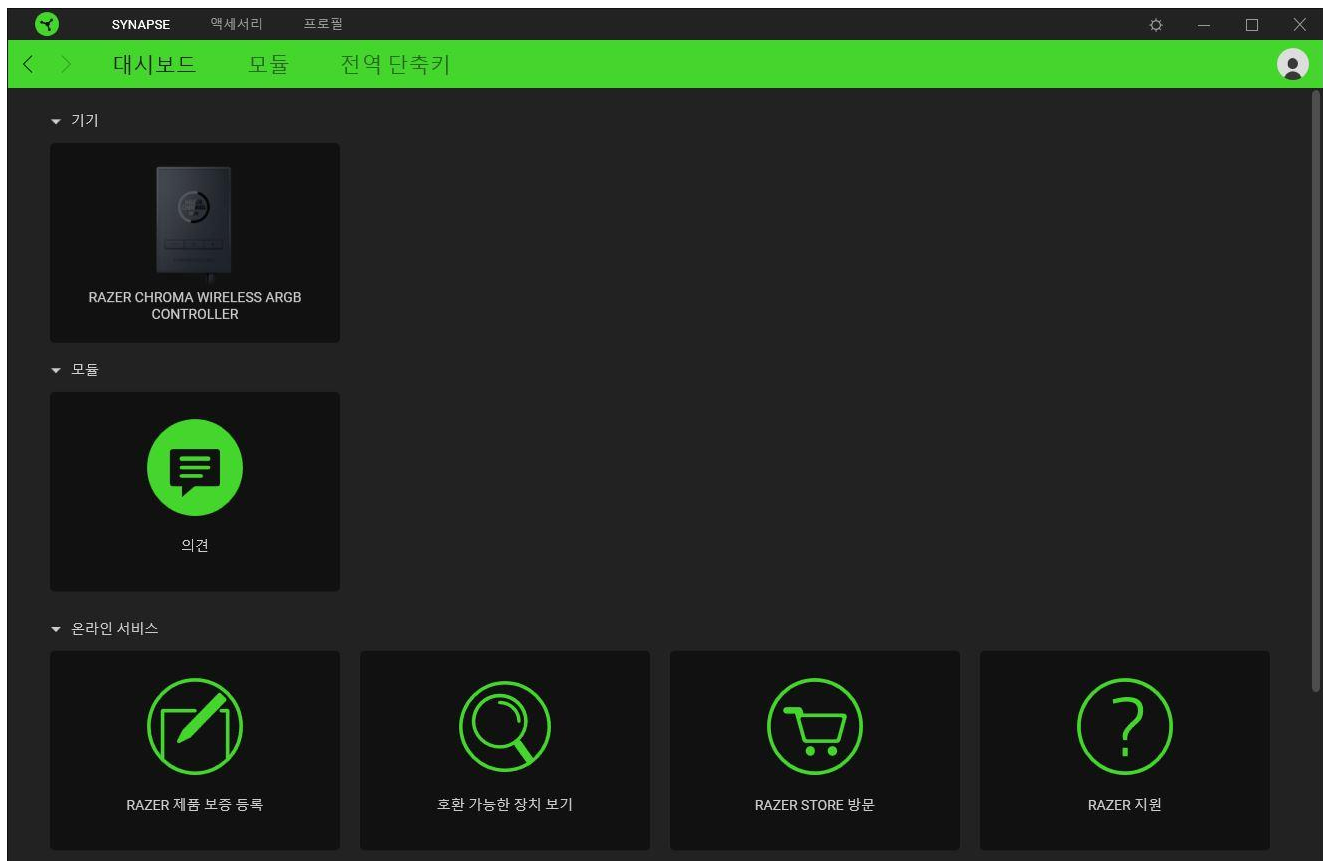 SYNAPSE 액세서리 프로필
대시보드 모듈 전역 단축키
기기
RAZER CHROMA WIRELESS ARGB
CONTROLLER
모듈
의견
온라인 서비스
RAZER 제품 보증 등록 호환 가능한 장치 보기 RAZER STORE 방문 RAZER 지원